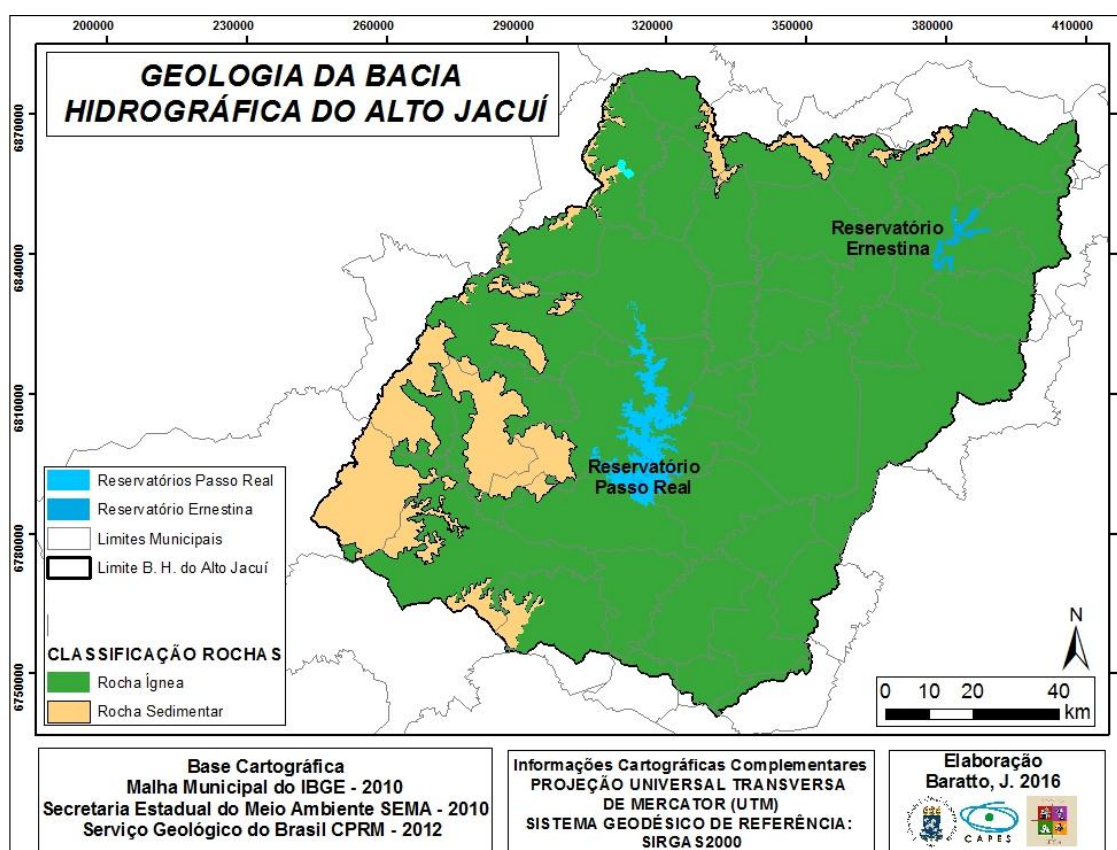 200000 230000 260000 290000 320000 350000 380000 410000
GEOLOGIA DA BACIA
HIDROGRÁFICA DO ALTO JACUÍ
6870000
6840000
6810000
6780000
6750000
Reservatório
Ernestina
Reservatório
Passo Real
Reservatórios Passo Real
Reservatório Ernestina
Limites Municipais
Limite B. H. do Alto Jacuí
CLASSIFICAÇÃO ROCHAS
Rocha Ígnea
Rocha Sedimentar
N
0 10 20 40
km
Base Cartográfica
Malha Municipal do IBGE - 2010
Secretaria Estadual do Meio Ambiente SEMA - 2010
Serviço Geológico do Brasil CPRM - 2012
Informações Cartográficas Complementares
PROJEÇÃO UNIVERSAL TRANSVERSA
DE MERCATOR (UTM)
SISTEMA GEODÉSICO DE REFERÊNCIA:
SIRGAS2000
Elaboração
Baratto, J. 2016
CAPES